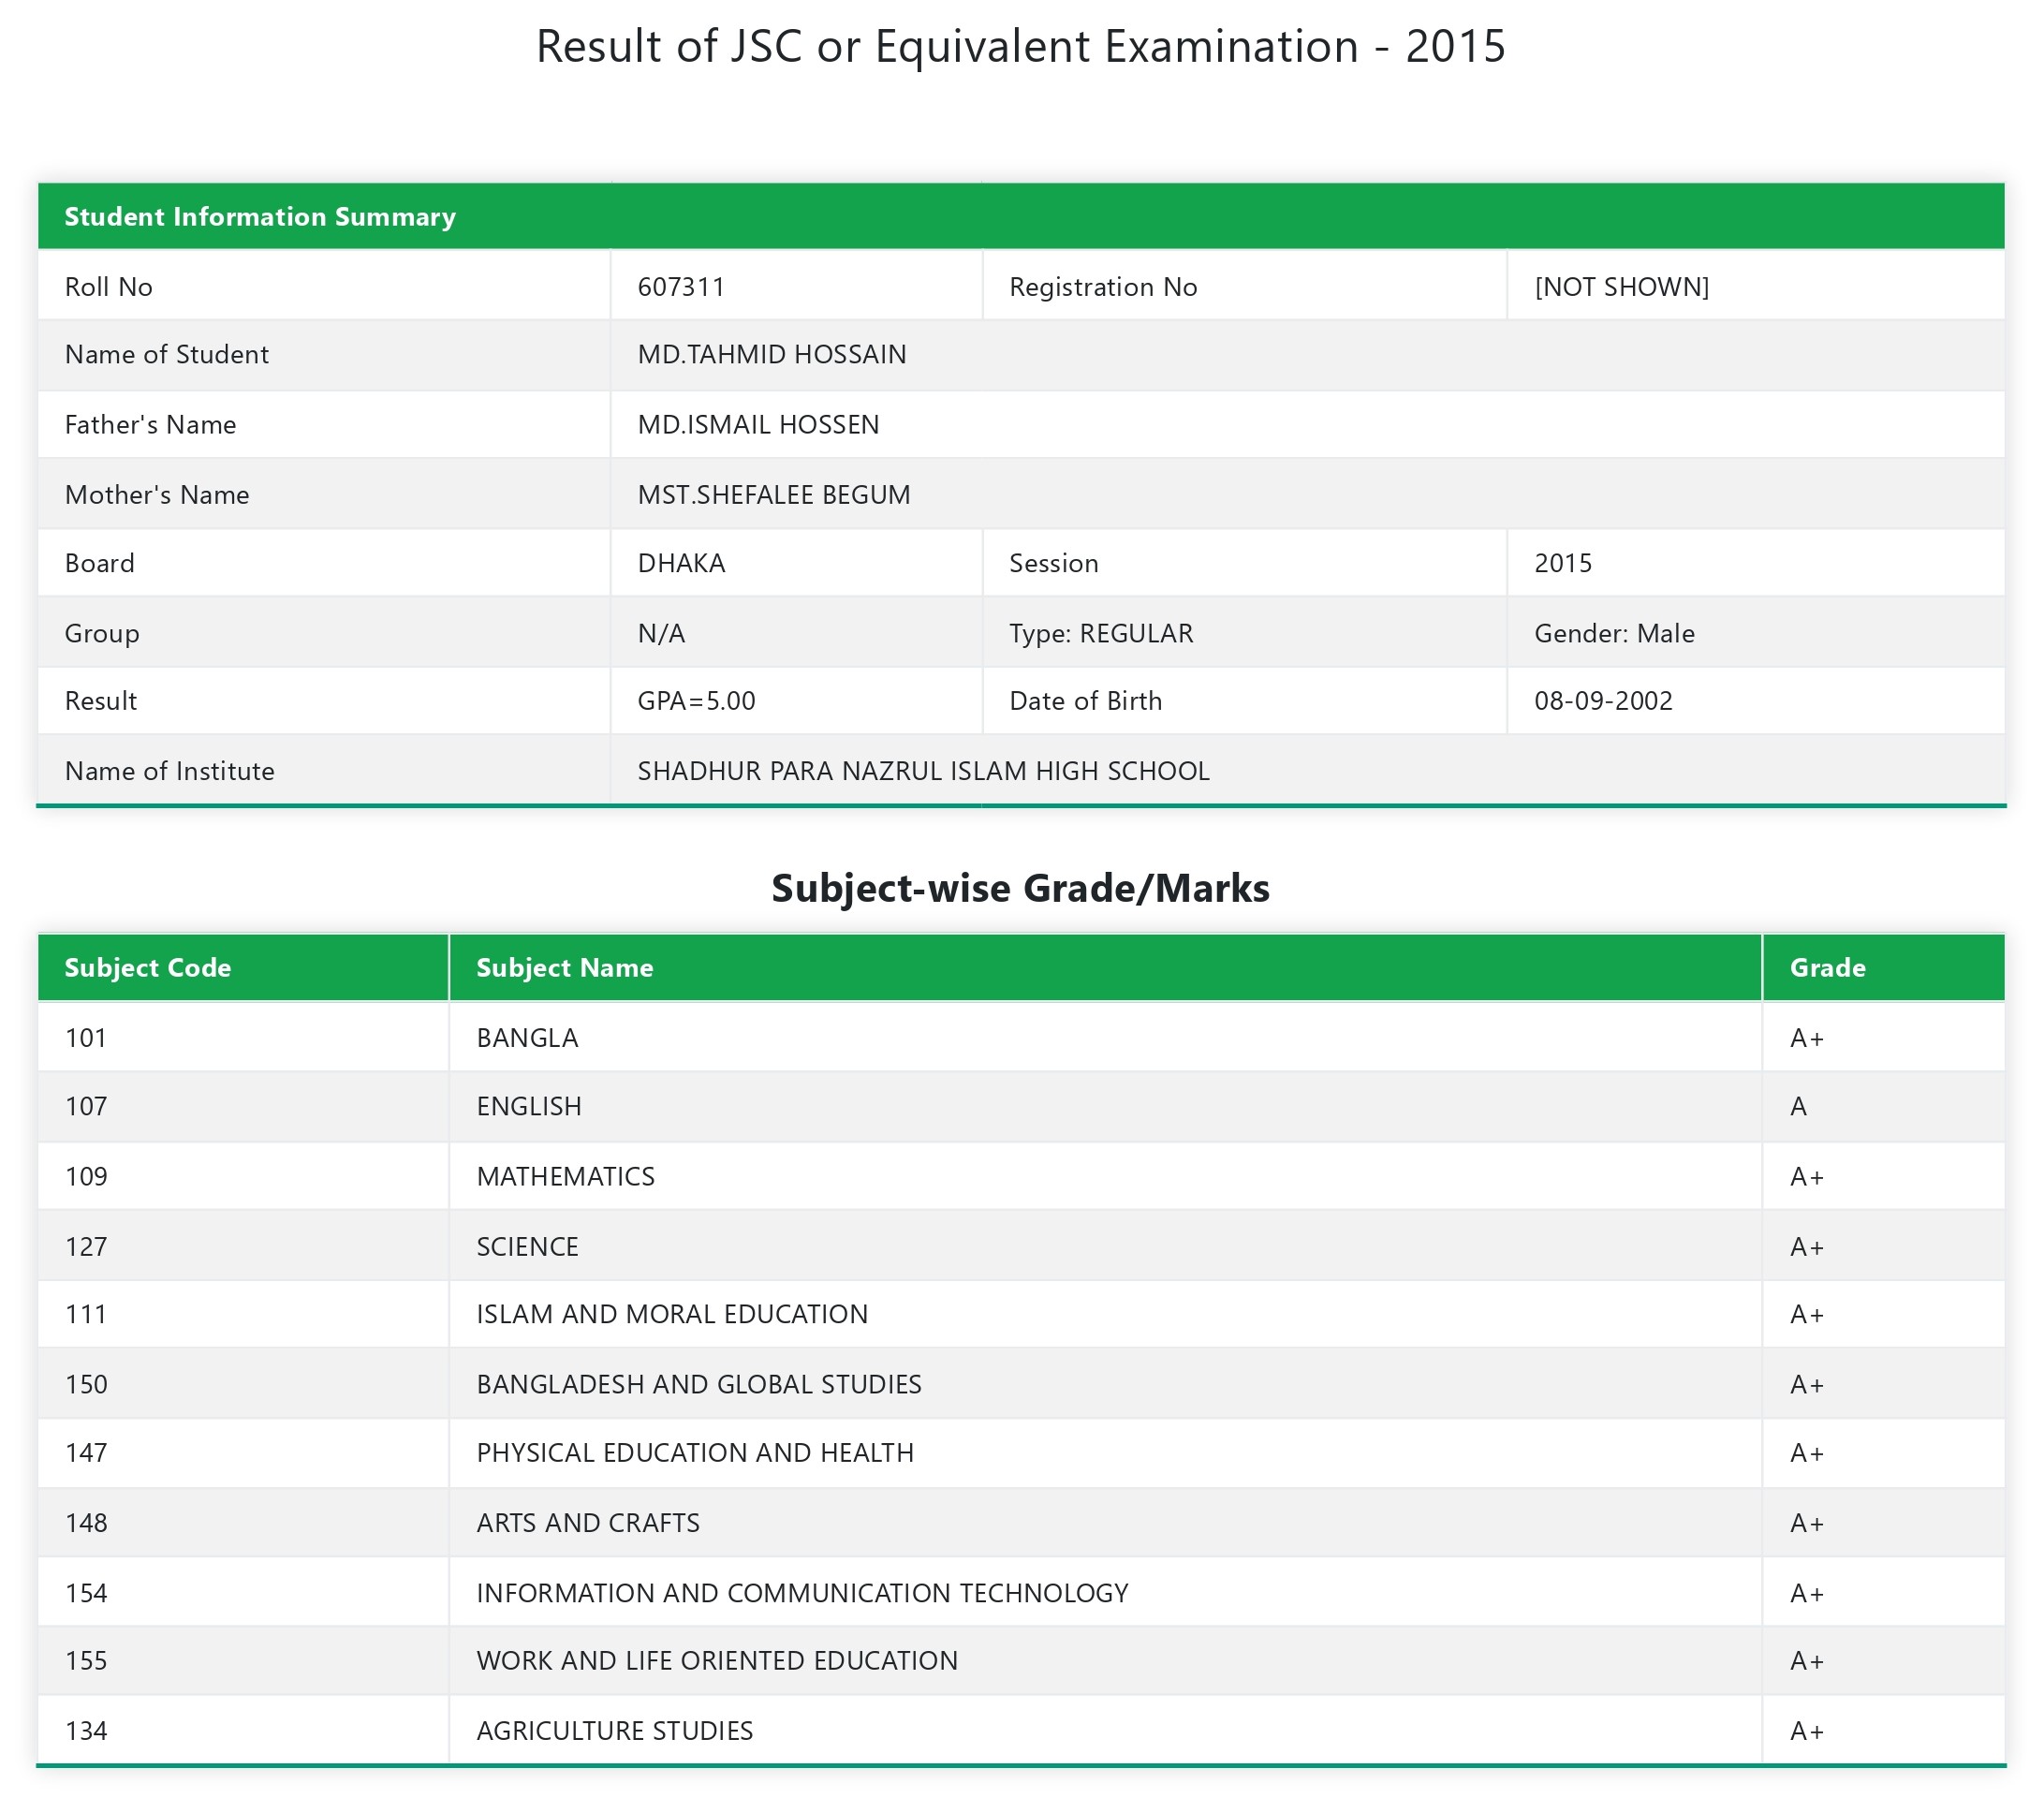 Result of JSC or Equivalent Examination - 2015
Student Information Summary
Roll No 607311 Registration No [NOT SHOWN]
Name of Student MD.TAHMID HOSSAIN
Father's Name MD.ISMAIL HOSSEN
Mother's Name MST.SHEFALEE BEGUM
Board DHAKA Session 2015
Group N/A Type: REGULAR Gender: Male
Result GPA=5.00 Date of Birth 08-09-2002
Name of Institute SHADHUR PARA NAZRUL ISLAM HIGH SCHOOL
Subject-wise Grade/Marks
Subject Code Subject Name Grade
101 BANGLA A+
107 ENGLISH A
109 MATHEMATICS A+
127 SCIENCE A+
111 ISLAM AND MORAL EDUCATION A+
150 BANGLADESH AND GLOBAL STUDIES A+
147 PHYSICAL EDUCATION AND HEALTH A+
148 ARTS AND CRAFTS A+
154 INFORMATION AND COMMUNICATION TECHNOLOGY A+
155 WORK AND LIFE ORIENTED EDUCATION A+
134 AGRICULTURE STUDIES A+